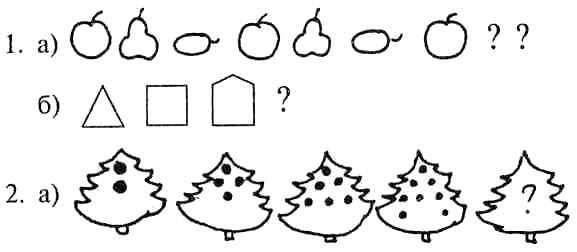 1. а) ? ?
б) ?
2. а) ?